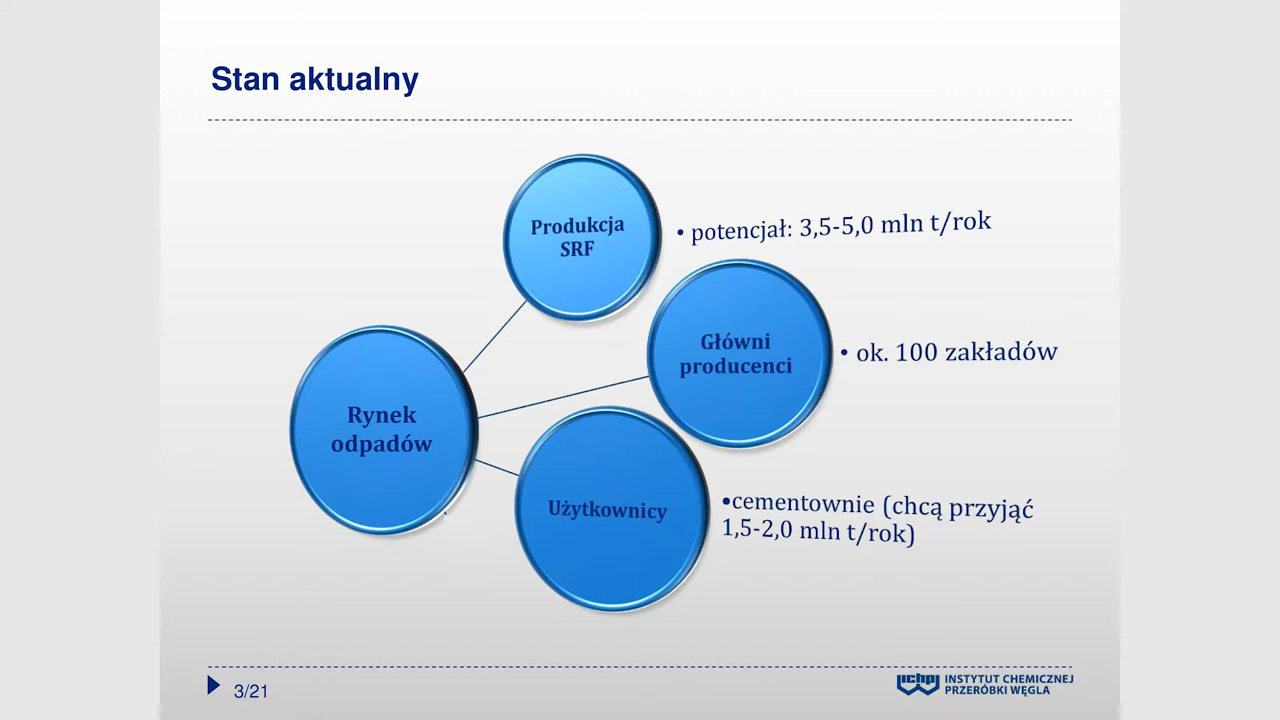 Stan aktualny
Produkcja
SRF
• potencjał: 3,5-5,0 mln t/rok
Główni
producenci
• ok. 100 zakładów
Rynek
odpadów
Użytkownicy
•cementownie (chcą przyjąć
1,5-2,0 mln t/rok)
3/21
ichpw
INSTYTUT CHEMICZNEJ
PRZERÓBKI WĘGLA